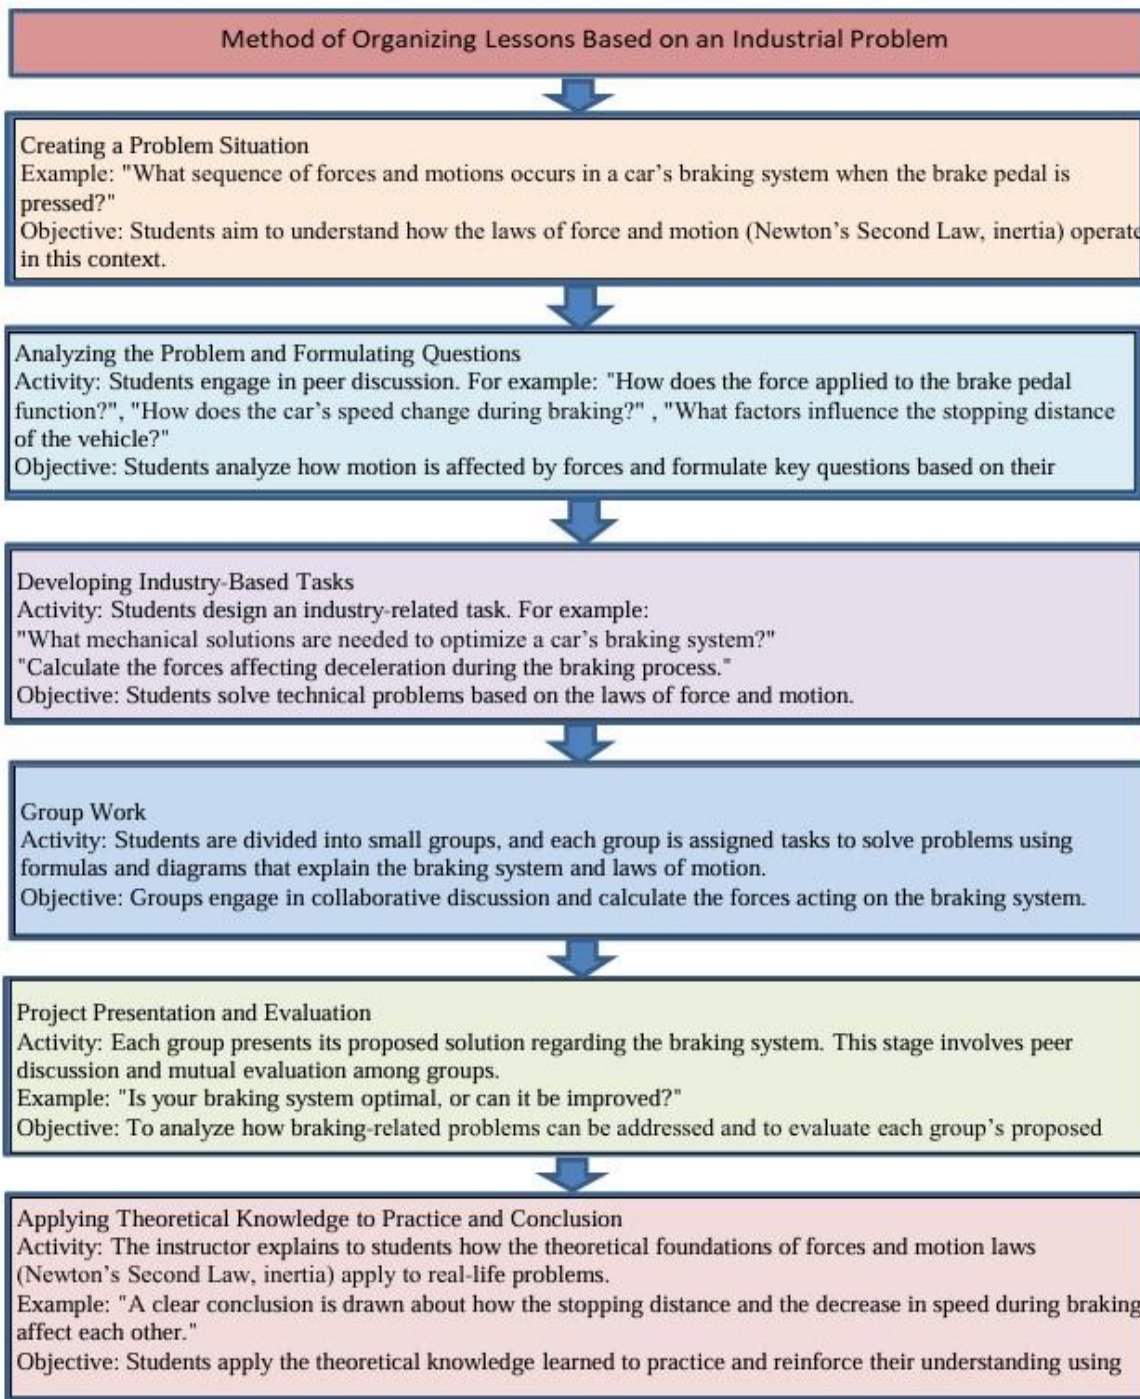 Method of Organizing Lessons Based on an Industrial Problem
Creating a Problem Situation
Example: "What sequence of forces and motions occurs in a car’s braking system when the brake pedal is
pressed?"
Objective: Students aim to understand how the laws of force and motion (Newton’s Second Law, inertia) operate
in this context.
Analyzing the Problem and Formulating Questions
Activity: Students engage in peer discussion. For example: "How does the force applied to the brake pedal
function?", "How does the car’s speed change during braking?" , "What factors influence the stopping distance
of the vehicle?"
Objective: Students analyze how motion is affected by forces and formulate key questions based on their
Developing Industry-Based Tasks
Activity: Students design an industry-related task. For example:
"What mechanical solutions are needed to optimize a car’s braking system?"
"Calculate the forces affecting deceleration during the braking process."
Objective: Students solve technical problems based on the laws of force and motion.
Group Work
Activity: Students are divided into small groups, and each group is assigned tasks to solve problems using
formulas and diagrams that explain the braking system and laws of motion.
Objective: Groups engage in collaborative discussion and calculate the forces acting on the braking system.
Project Presentation and Evaluation
Activity: Each group presents its proposed solution regarding the braking system. This stage involves peer
discussion and mutual evaluation among groups.
Example: "Is your braking system optimal, or can it be improved?"
Objective: To analyze how braking-related problems can be addressed and to evaluate each group’s proposed
Applying Theoretical Knowledge to Practice and Conclusion
Activity: The instructor explains to students how the theoretical foundations of forces and motion laws
(Newton’s Second Law, inertia) apply to real-life problems.
Example: "A clear conclusion is drawn about how the stopping distance and the decrease in speed during braking
affect each other."
Objective: Students apply the theoretical knowledge learned to practice and reinforce their understanding using